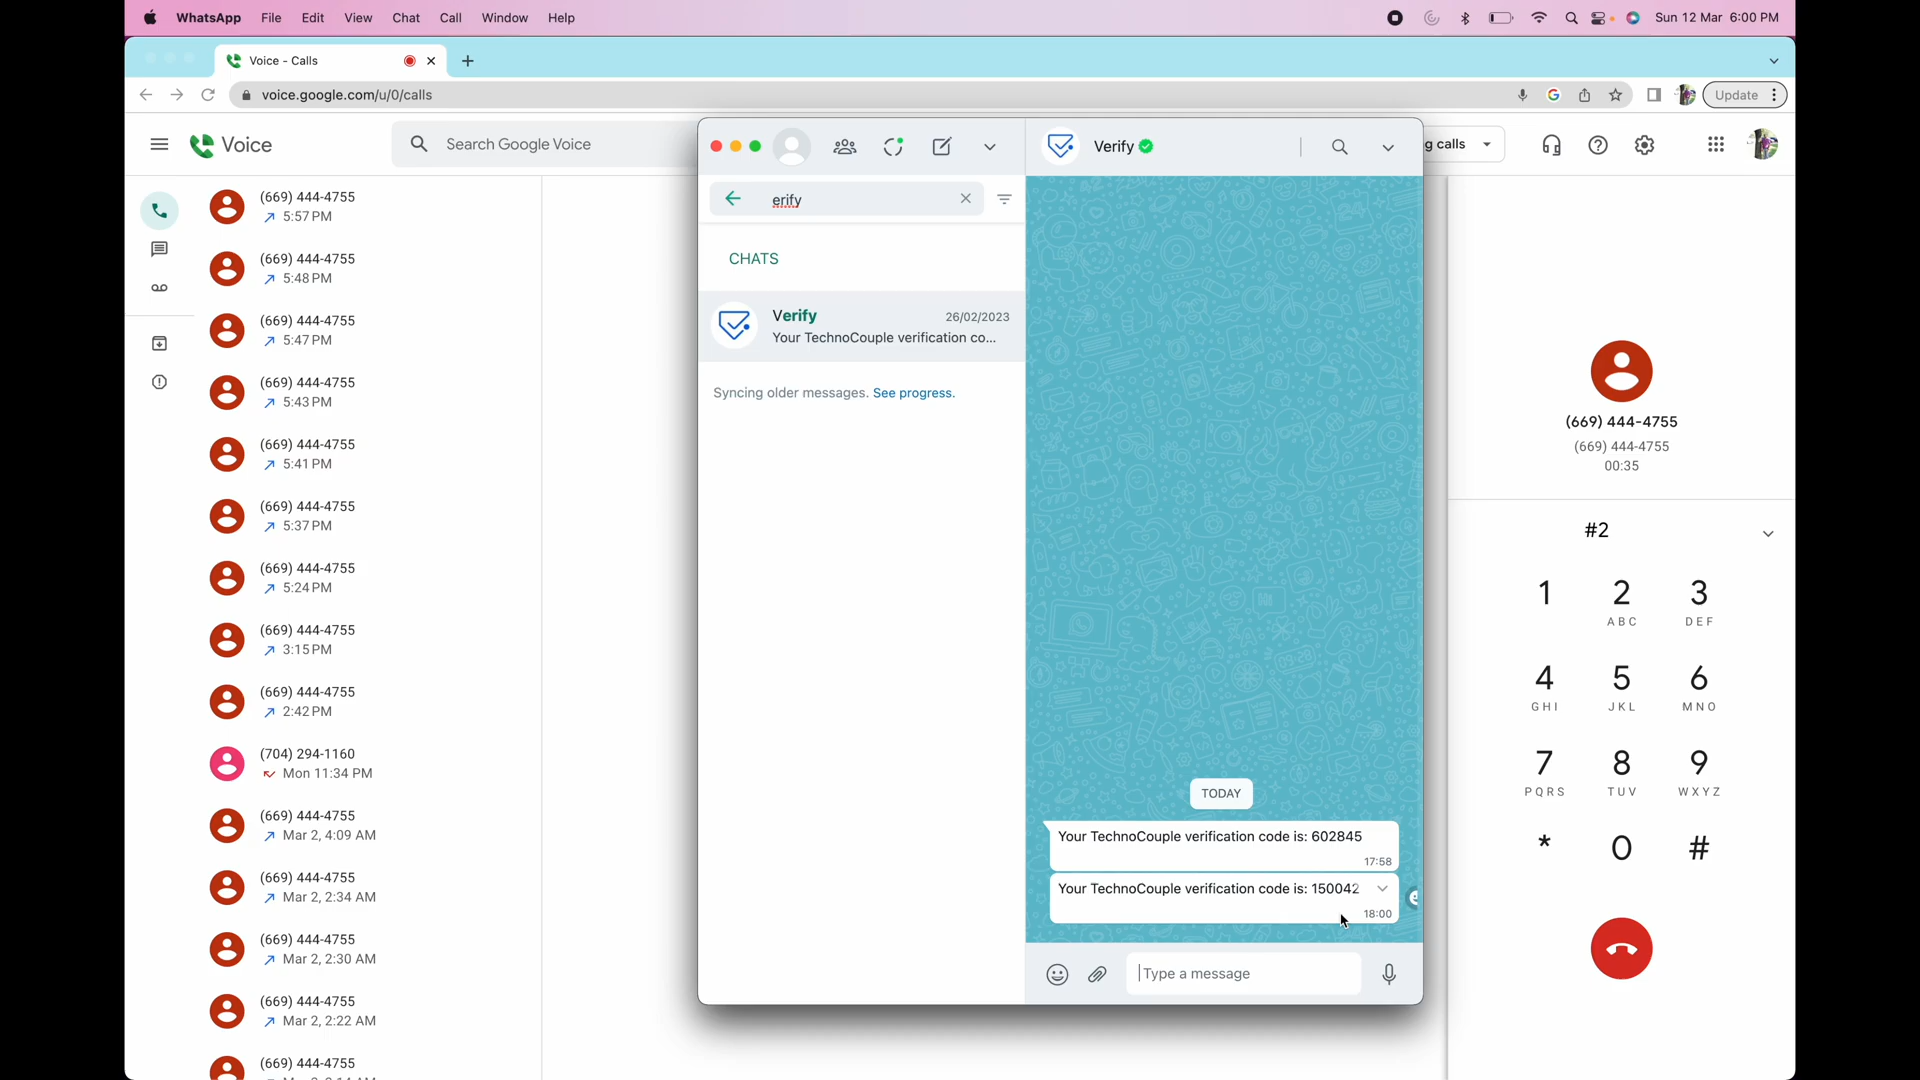 WhatsApp File Edit View Chat Call Window Help
Sun 12 Mar 6:00 PM
Voice - Calls
voice.google.com/u/0/calls
Update
Voice
Search Google Voice
g calls
(669) 444-4755
5:57 PM
(669) 444-4755
5:48 PM
(669) 444-4755
5:47 PM
(669) 444-4755
5:43 PM
(669) 444-4755
5:41 PM
(669) 444-4755
5:37 PM
(669) 444-4755
5:24 PM
(669) 444-4755
3:15 PM
(669) 444-4755
2:42 PM
(704) 294-1160
Mon 11:34 PM
(669) 444-4755
Mar 2, 4:09 AM
(669) 444-4755
Mar 2, 2:34 AM
(669) 444-4755
Mar 2, 2:30 AM
(669) 444-4755
Mar 2, 2:22 AM
(669) 444-4755
erify
CHATS
Verify 26/02/2023
Your TechnoCouple verification co...
Syncing older messages. See progress.
Verify
TODAY
Your TechnoCouple verification code is: 602845
17:58
Your TechnoCouple verification code is: 150042
18:00
Type a message
(669) 444-4755
(669) 444-4755
00:35
#2
1 2 3
ABC DEF
4 5 6
GHI JKL MNO
7 8 9
PQRS TUV WXYZ
* 0 #